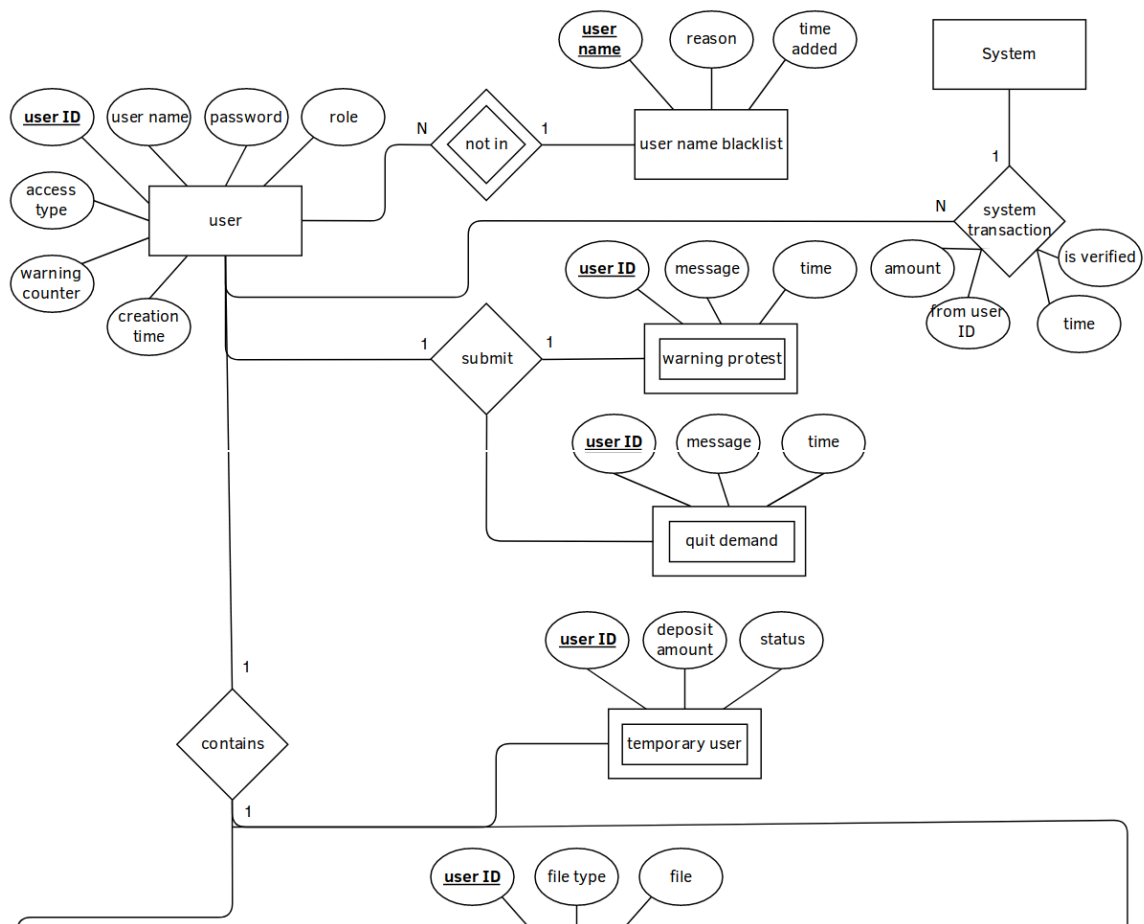 user
name
reason
time
added
System
user ID
user name
password
role
N
not in
1
user name blacklist
1
access
type
user
N
system
transaction
warning
counter
creation
time
user ID
message
time
amount
is verified
from user
ID
time
1
submit
1
warning protest
user ID
message
time
quit demand
user ID
deposit
amount
status
1
contains
temporary user
1
user ID
file type
file